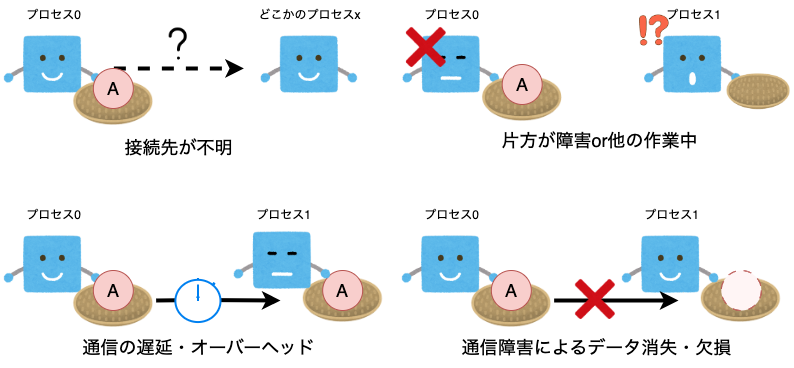 プロセス0
どこかのプロセスx
?
A
接続先が不明
プロセス0
プロセス1
!?
A
片方が障害or他の作業中
プロセス0
プロセス1
A
A
通信の遅延・オーバーヘッド
プロセス0
プロセス1
A
通信障害によるデータ消失・欠損